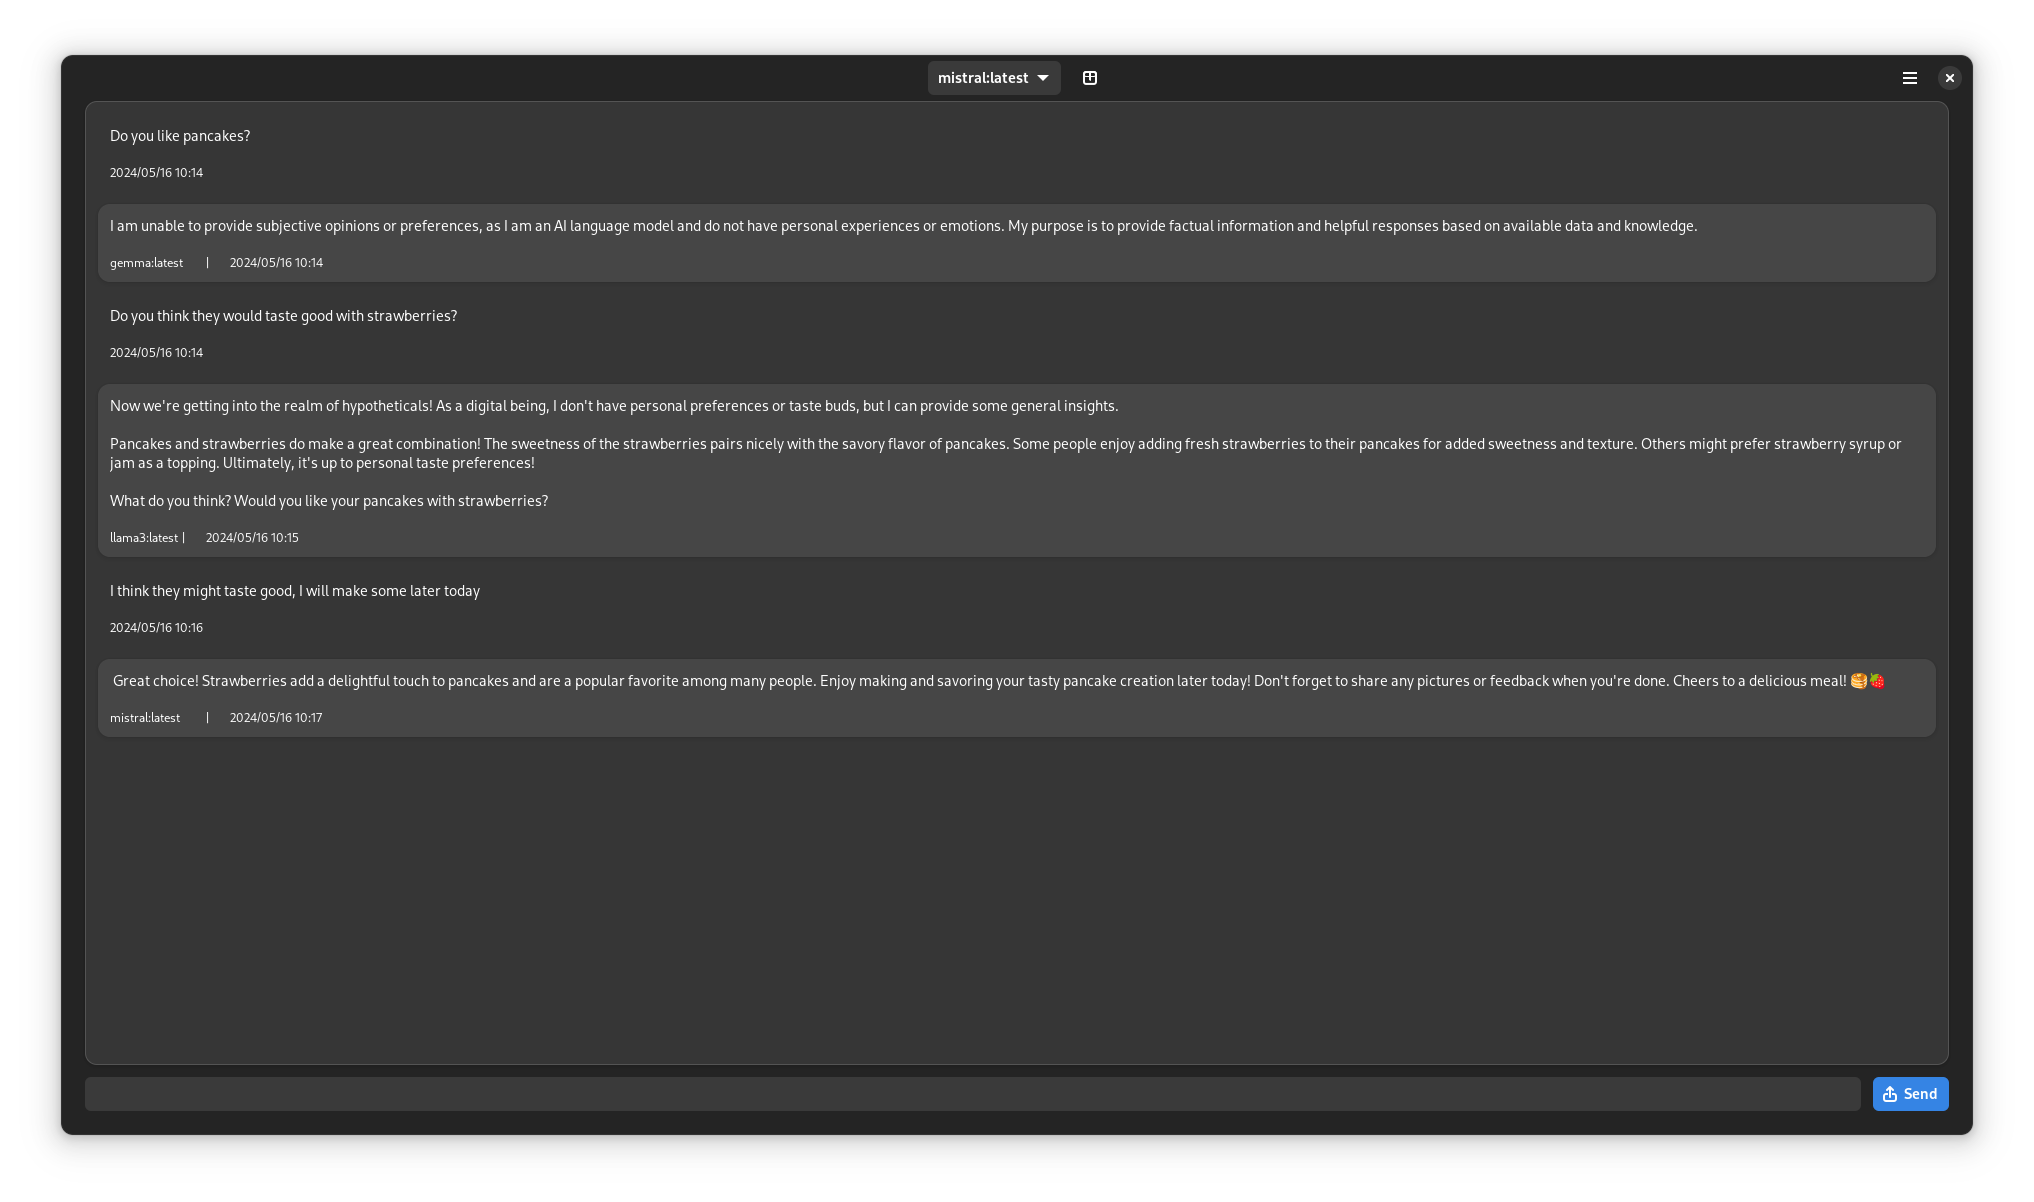 mistral:latest
Do you like pancakes?
2024/05/16 10:14
I am unable to provide subjective opinions or preferences, as I am an AI language model and do not have personal experiences or emotions. My purpose is to provide factual information and helpful responses based on available data and knowledge.
gemma:latest | 2024/05/16 10:14
Do you think they would taste good with strawberries?
2024/05/16 10:14
Now we're getting into the realm of hypotheticals! As a digital being, I don't have personal preferences or taste buds, but I can provide some general insights.
Pancakes and strawberries do make a great combination! The sweetness of the strawberries pairs nicely with the savory flavor of pancakes. Some people enjoy adding fresh strawberries to their pancakes for added sweetness and texture. Others might prefer strawberry syrup or
jam as a topping. Ultimately, it's up to personal taste preferences!
What do you think? Would you like your pancakes with strawberries?
llama3:latest | 2024/05/16 10:15
I think they might taste good, I will make some later today
2024/05/16 10:16
Great choice! Strawberries add a delightful touch to pancakes and are a popular favorite among many people. Enjoy making and savoring your tasty pancake creation later today! Don't forget to share any pictures or feedback when you're done. Cheers to a delicious meal! 🥞🍓
mistral:latest | 2024/05/16 10:17
Send